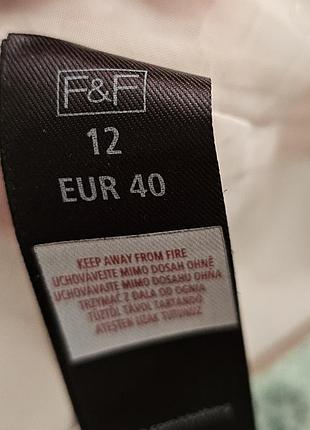 F&F
12
EUR 40
KEEP AWAY FROM FIRE
UCHOVÁVEJTE MIMO DOSAH OHNĚ
UCHOVÁVAJTE MIMO DOSAHU OHŇA
TRZYMAĆ Z DALA OD OGNIA
TŰZTŐL TÁVOL TARTANDÓ
ATEŞTEN UZAK TUTUNUZ